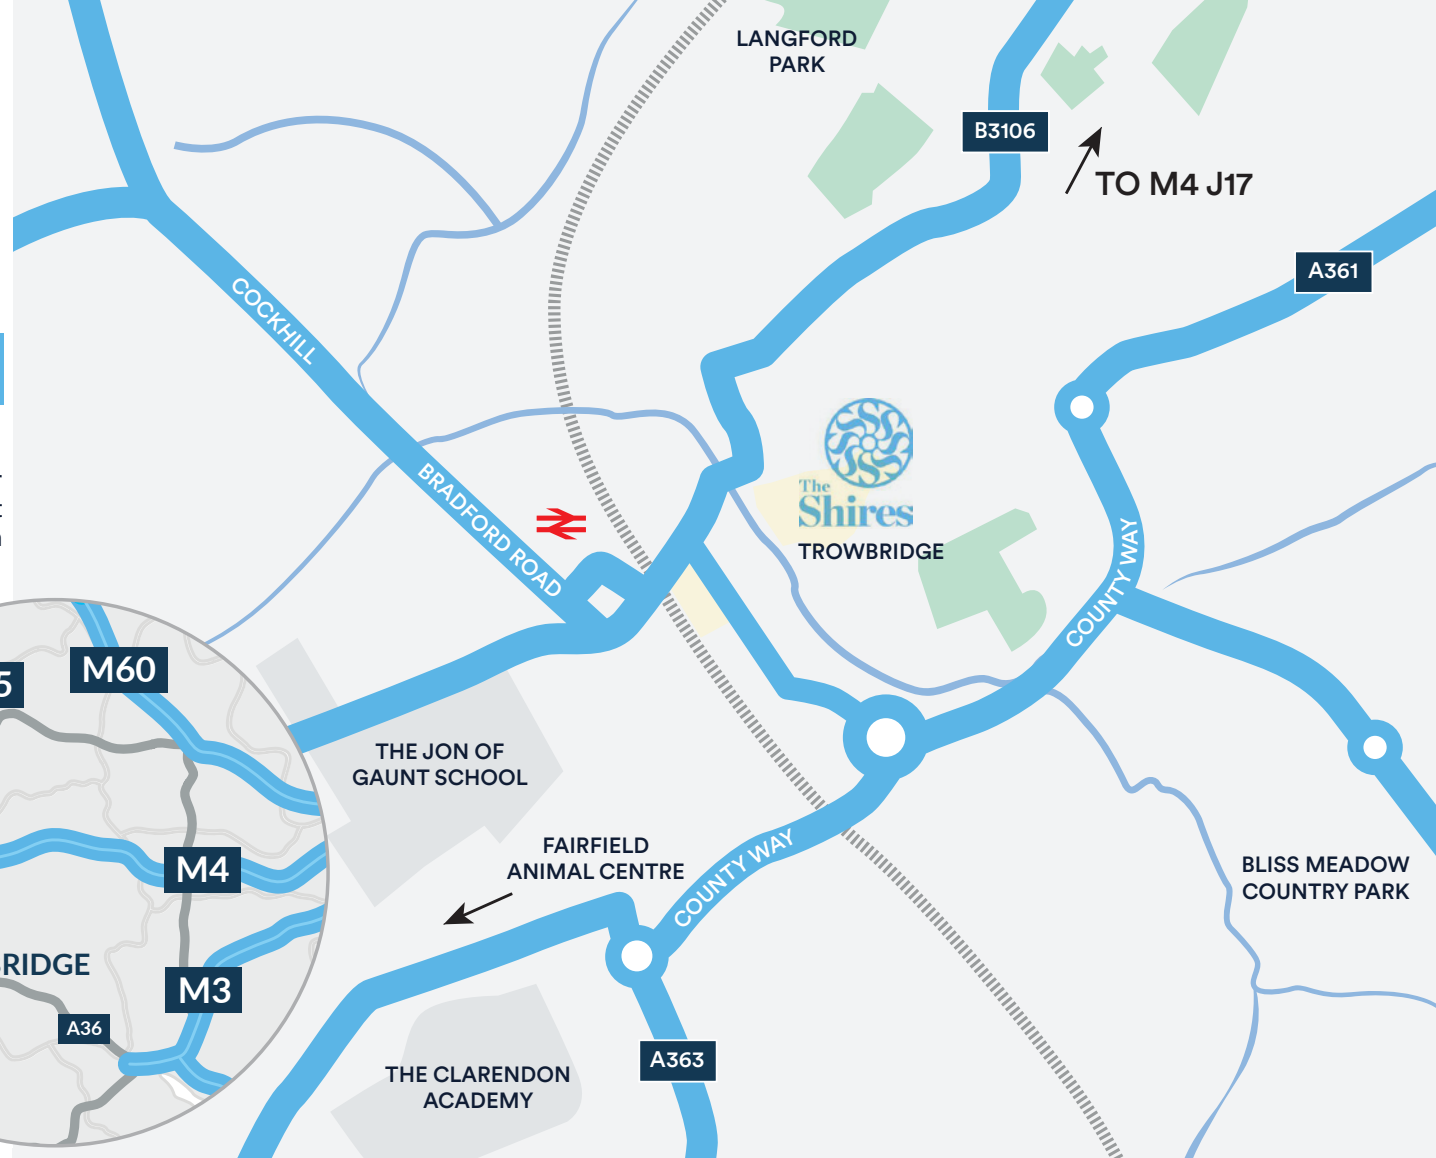 LANGFORD
PARK
B3106
TO M4 J17
A361
COCKHILL
BRADFORD ROAD
The
Shires
TROWBRIDGE
COUNTY WAY
5
M60
THE JON OF
GAUNT SCHOOL
FAIRFIELD
ANIMAL CENTRE
COUNTY WAY
M4
BLISS MEADOW
COUNTRY PARK
RIDGE
M3
A36
A363
THE CLARENDON
ACADEMY